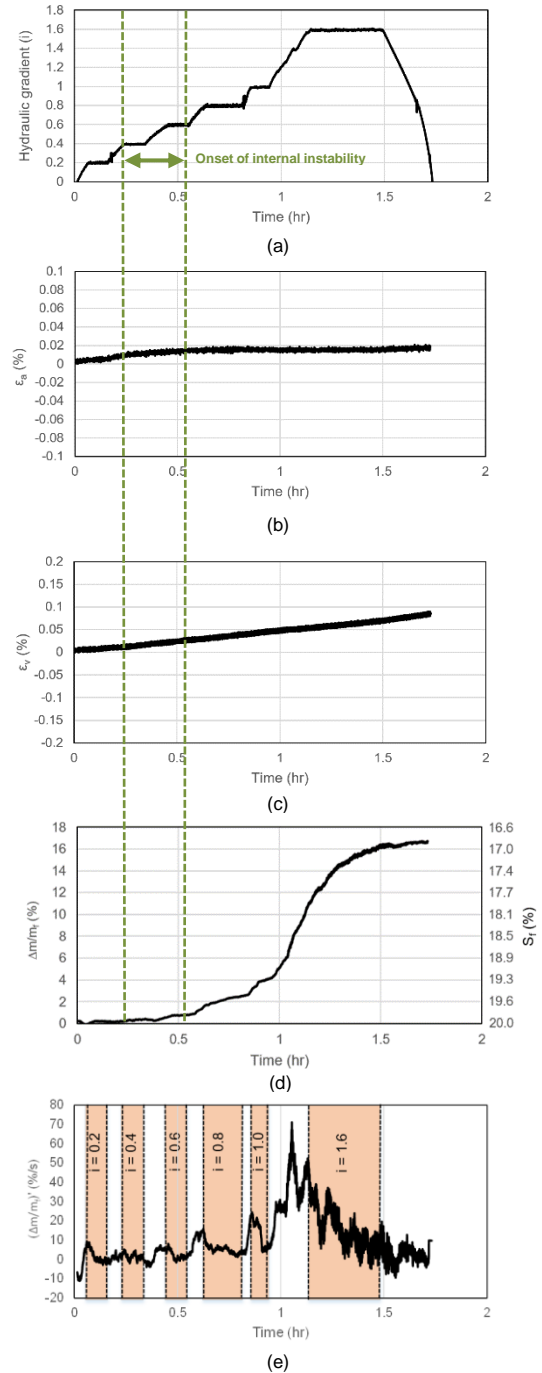 1.8
1.6
1.4
1.2
1.0
0.8
0.6
0.4
0.2
0
Hydraulic gradient (i)
Onset of internal instability
0 0.5 1 1.5 2
Time (hr)
(a)
0.1
0.08
0.06
0.04
0.02
0
-0.02
-0.04
-0.06
-0.08
-0.1
εa (%)
0 0.5 1 1.5 2
Time (hr)
(b)
0.2
0.15
0.1
0.05
0
-0.05
-0.1
-0.15
-0.2
εv (%)
0 0.5 1 1.5 2
Time (hr)
(c)
18 16.6
16 17.0
14 17.4
12 17.7
10 18.1
8 18.5
6 18.9
4 19.3
2 19.6
0 20.0
Δm/mf (%)
Sf (%)
0 0.5 1 1.5 2
Time (hr)
(d)
80
70
60
50
40
30
20
10
0
-10
-20
(Δm/mf)' (%/s)
i = 0.2
i = 0.4
i = 0.6
i = 0.8
i = 1.0
i = 1.6
0 0.5 1 1.5 2
Time (hr)
(e)